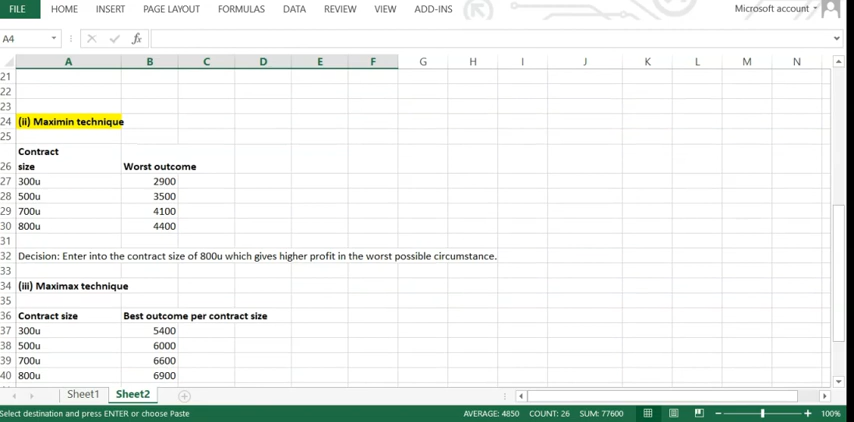 FILE HOME INSERT PAGE LAYOUT FORMULAS DATA REVIEW VIEW ADD-INS Microsoft account
A4 fx
A B C D E F G H I J K L M N
21
22
23
24 (ii) Maximin technique
25
Contract
26 size Worst outcome
27 300u 2900
28 500u 3500
29 700u 4100
30 800u 4400
31
32 Decision: Enter into the contract size of 800u which gives higher profit in the worst possible circumstance.
33
34 (iii) Maximax technique
35
36 Contract size Best outcome per contract size
37 300u 5400
38 500u 6000
39 700u 6600
40 800u 6900
Sheet1 Sheet2
Select destination and press ENTER or choose Paste AVERAGE: 4850 COUNT: 26 SUM: 77600 100%